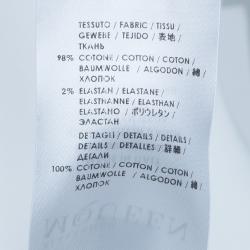 TESSUTO / FABRIC / TISSU /
GEWEBE / TEJIDO / 表地 /
ТКАНЬ
98% COTONE / COTTON / COTON /
BAUMWOLLE / ALGODON / 綿 /
ХЛОПОК
2% ELASTAN / ELASTANE /
ELASTHANNE / ELASTHAN /
ELASTANO / ポリウレタン /
ЭЛАСТАН
DETTAGLI / DETAILS / DETAILS /
DETAILS / DETALLES / 詳細 /
ДЕТАЛИ
100% COTONE / COTTON / COTON /
BAUMWOLLE / ALGODON / 綿 /
ХЛОПОК